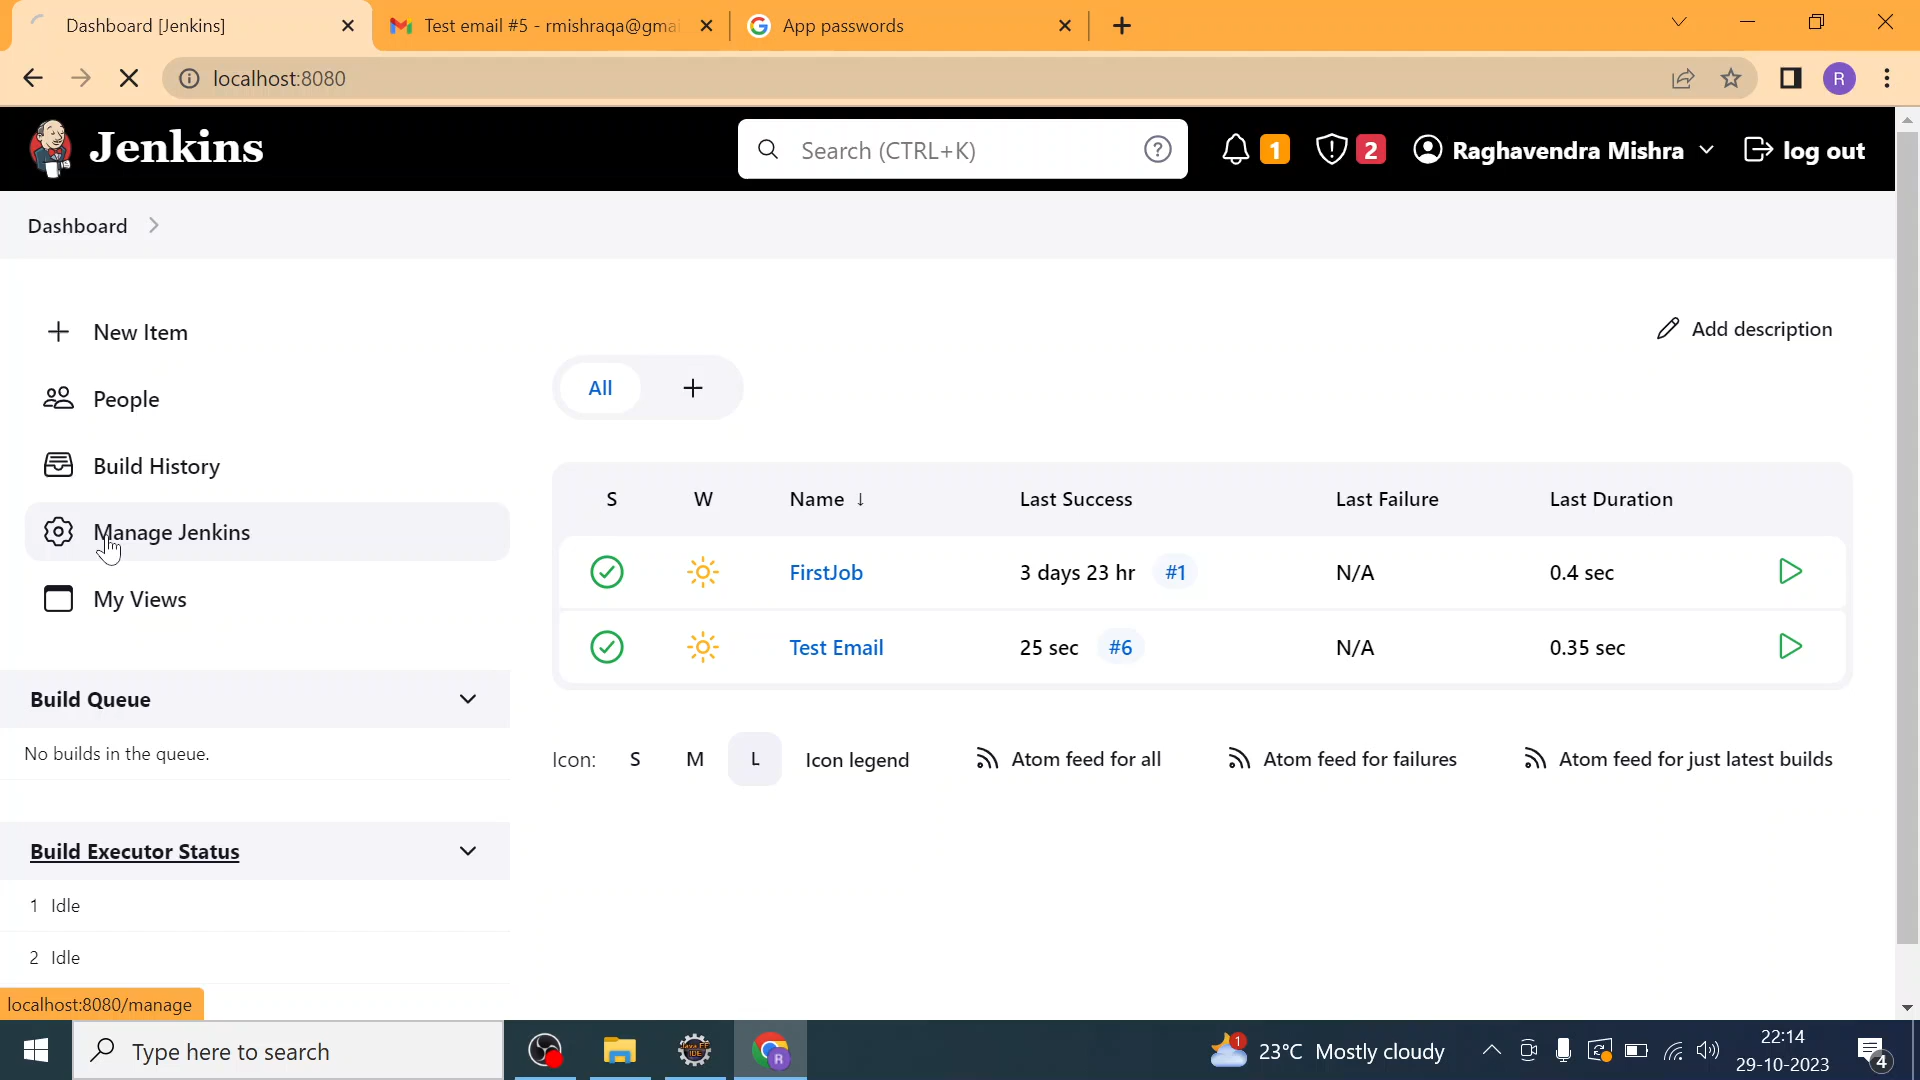 Dashboard [Jenkins]
Test email #5 - rmishraqa@gmai
App passwords
localhost:8080
R
Jenkins
Search (CTRL+K)
1
2
Raghavendra Mishra
log out
Dashboard
New Item
People
Build History
Manage Jenkins
My Views
Add description
All
S W Name ↓ Last Success Last Failure Last Duration
FirstJob 3 days 23 hr #1 N/A 0.4 sec
Test Email 25 sec #6 N/A 0.35 sec
Icon: S M L Icon legend Atom feed for all Atom feed for failures Atom feed for just latest builds
Build Queue
No builds in the queue.
Build Executor Status
1 Idle
2 Idle
localhost:8080/manage
Type here to search
Java EE
IDE
R
1
23°C Mostly cloudy
22:14
29-10-2023
4